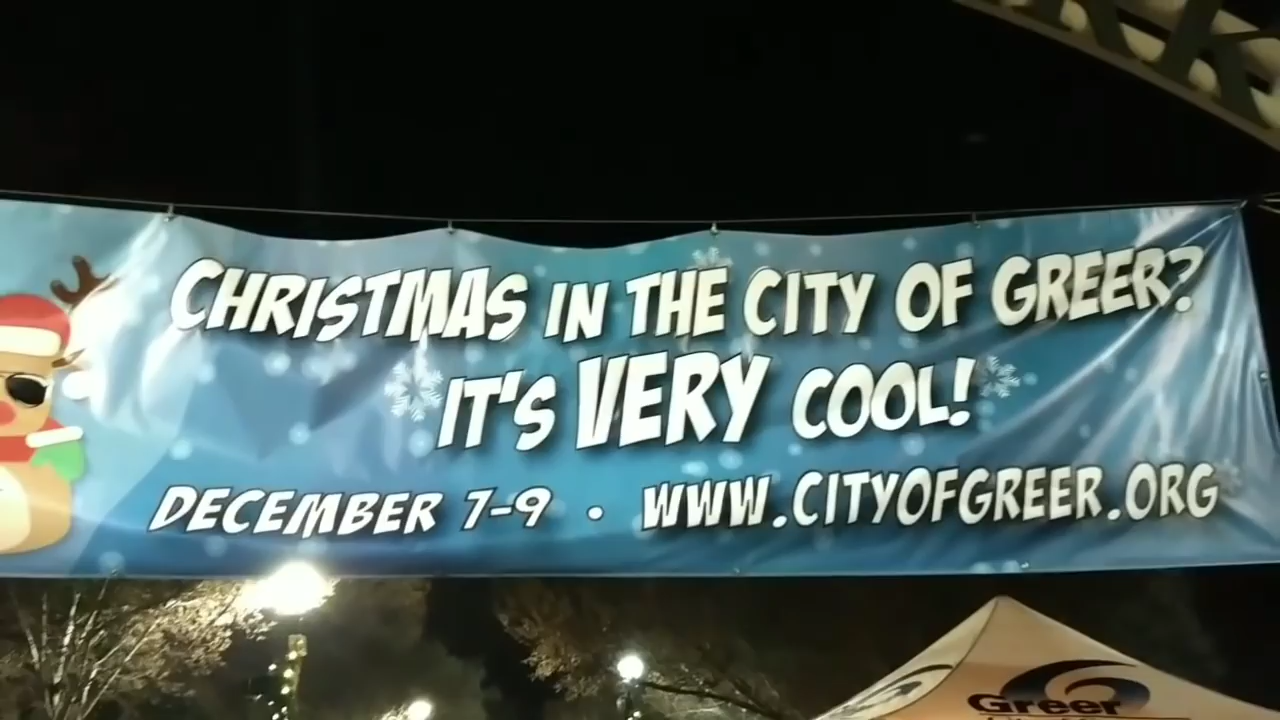 CHRISTMAS IN THE CITY OF GREER?
IT'S VERY COOL!
DECEMBER 7-9 • WWW.CITYOFGREER.ORG
Greer